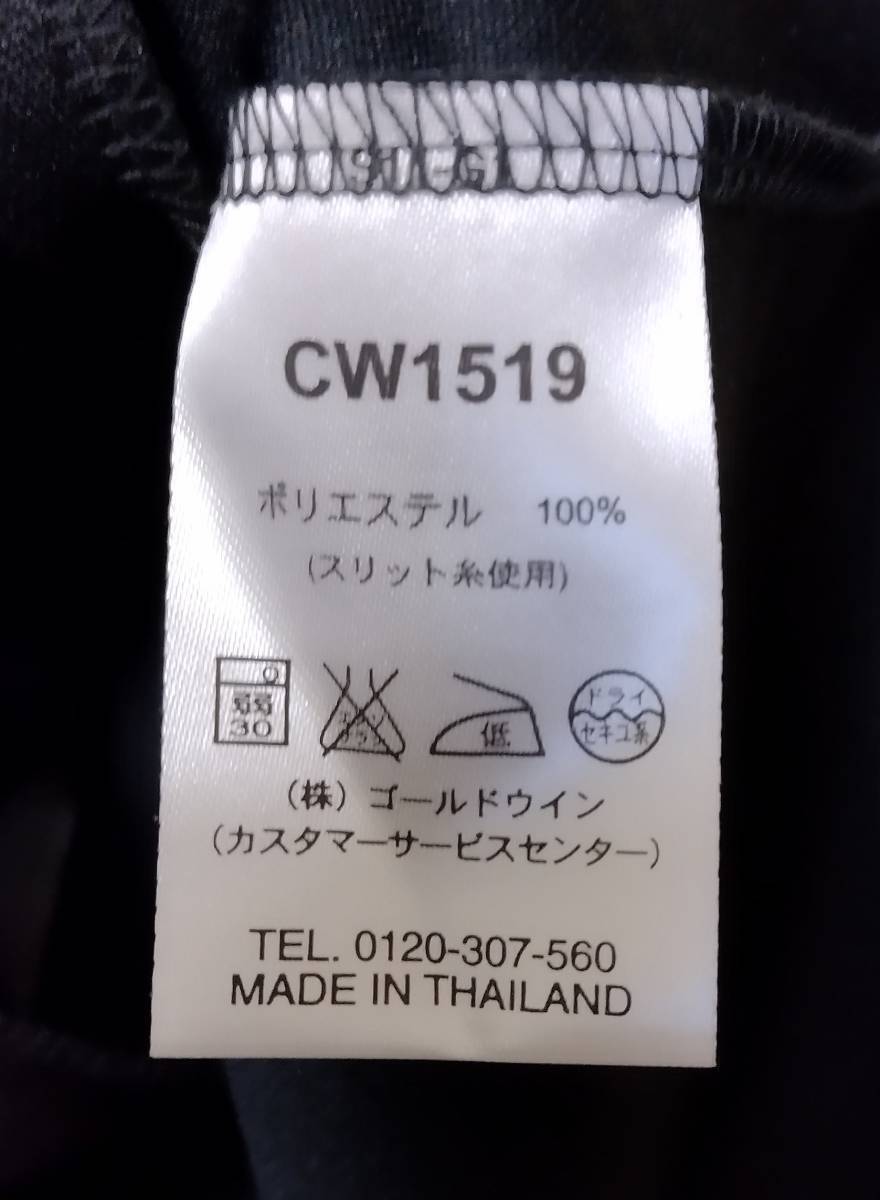 CW1519
ポリエステル 100%
(スリット糸使用)
弱
30
低
ドライ
セキユ系
(株) ゴールドウイン
(カスタマーサービスセンター)
TEL. 0120-307-560
MADE IN THAILAND